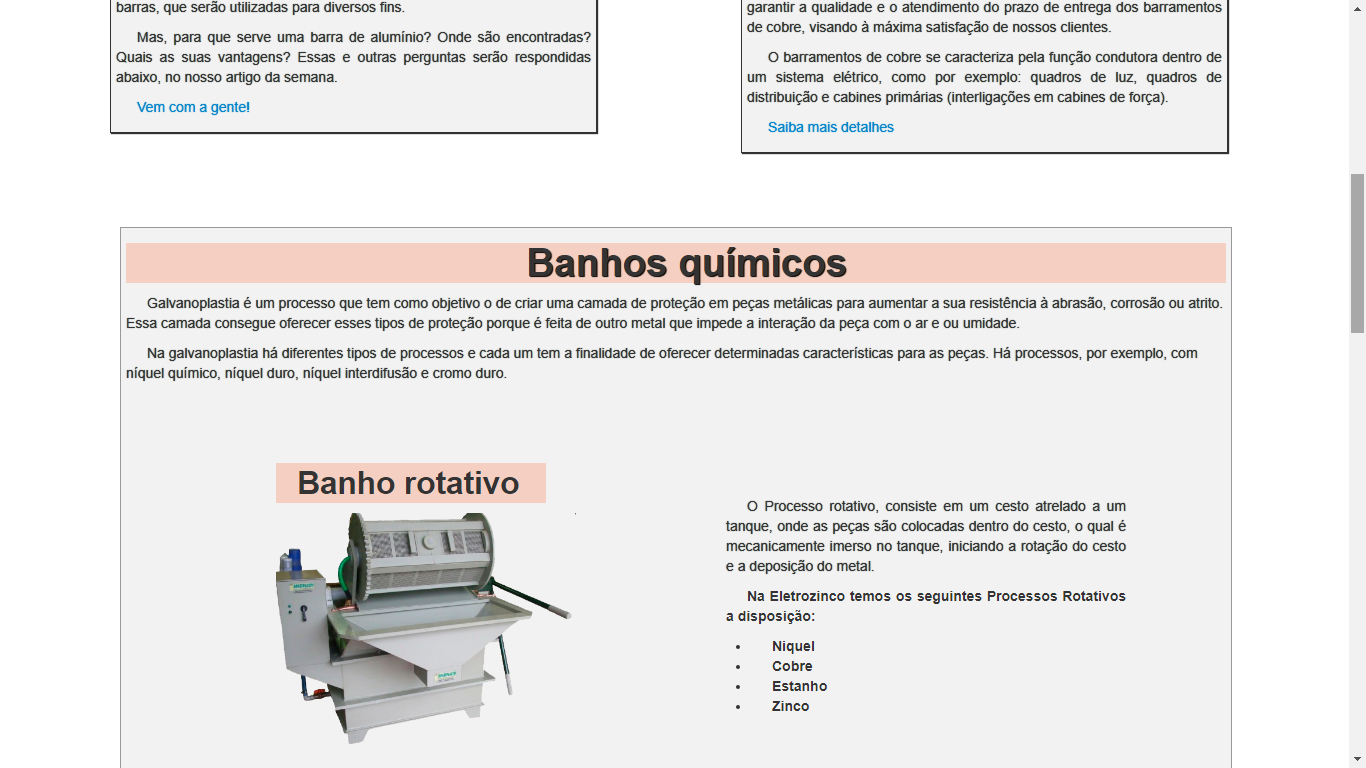 barras, que serão utilizadas para diversos fins.
Mas, para que serve uma barra de alumínio? Onde são encontradas?
Quais as suas vantagens? Essas e outras perguntas serão respondidas
abaixo, no nosso artigo da semana.
Vem com a gente!
garantir a qualidade e o atendimento do prazo de entrega dos barramentos
de cobre, visando à máxima satisfação de nossos clientes.
O barramentos de cobre se caracteriza pela função condutora dentro de
um sistema elétrico, como por exemplo: quadros de luz, quadros de
distribuição e cabines primárias (interligações em cabines de força).
Saiba mais detalhes
Banhos químicos
Galvanoplastia é um processo que tem como objetivo o de criar uma camada de proteção em peças metálicas para aumentar a sua resistência à abrasão, corrosão ou atrito.
Essa camada consegue oferecer esses tipos de proteção porque é feita de outro metal que impede a interação da peça com o ar e ou umidade.
Na galvanoplastia há diferentes tipos de processos e cada um tem a finalidade de oferecer determinadas características para as peças. Há processos, por exemplo, com
níquel químico, níquel duro, níquel interdifusão e cromo duro.
Banho rotativo
O Processo rotativo, consiste em um cesto atrelado a um
tanque, onde as peças são colocadas dentro do cesto, o qual é
mecanicamente imerso no tanque, iniciando a rotação do cesto
e a deposição do metal.
Na Eletrozinco temos os seguintes Processos Rotativos
a disposição:
• Niquel
• Cobre
• Estanho
• Zinco